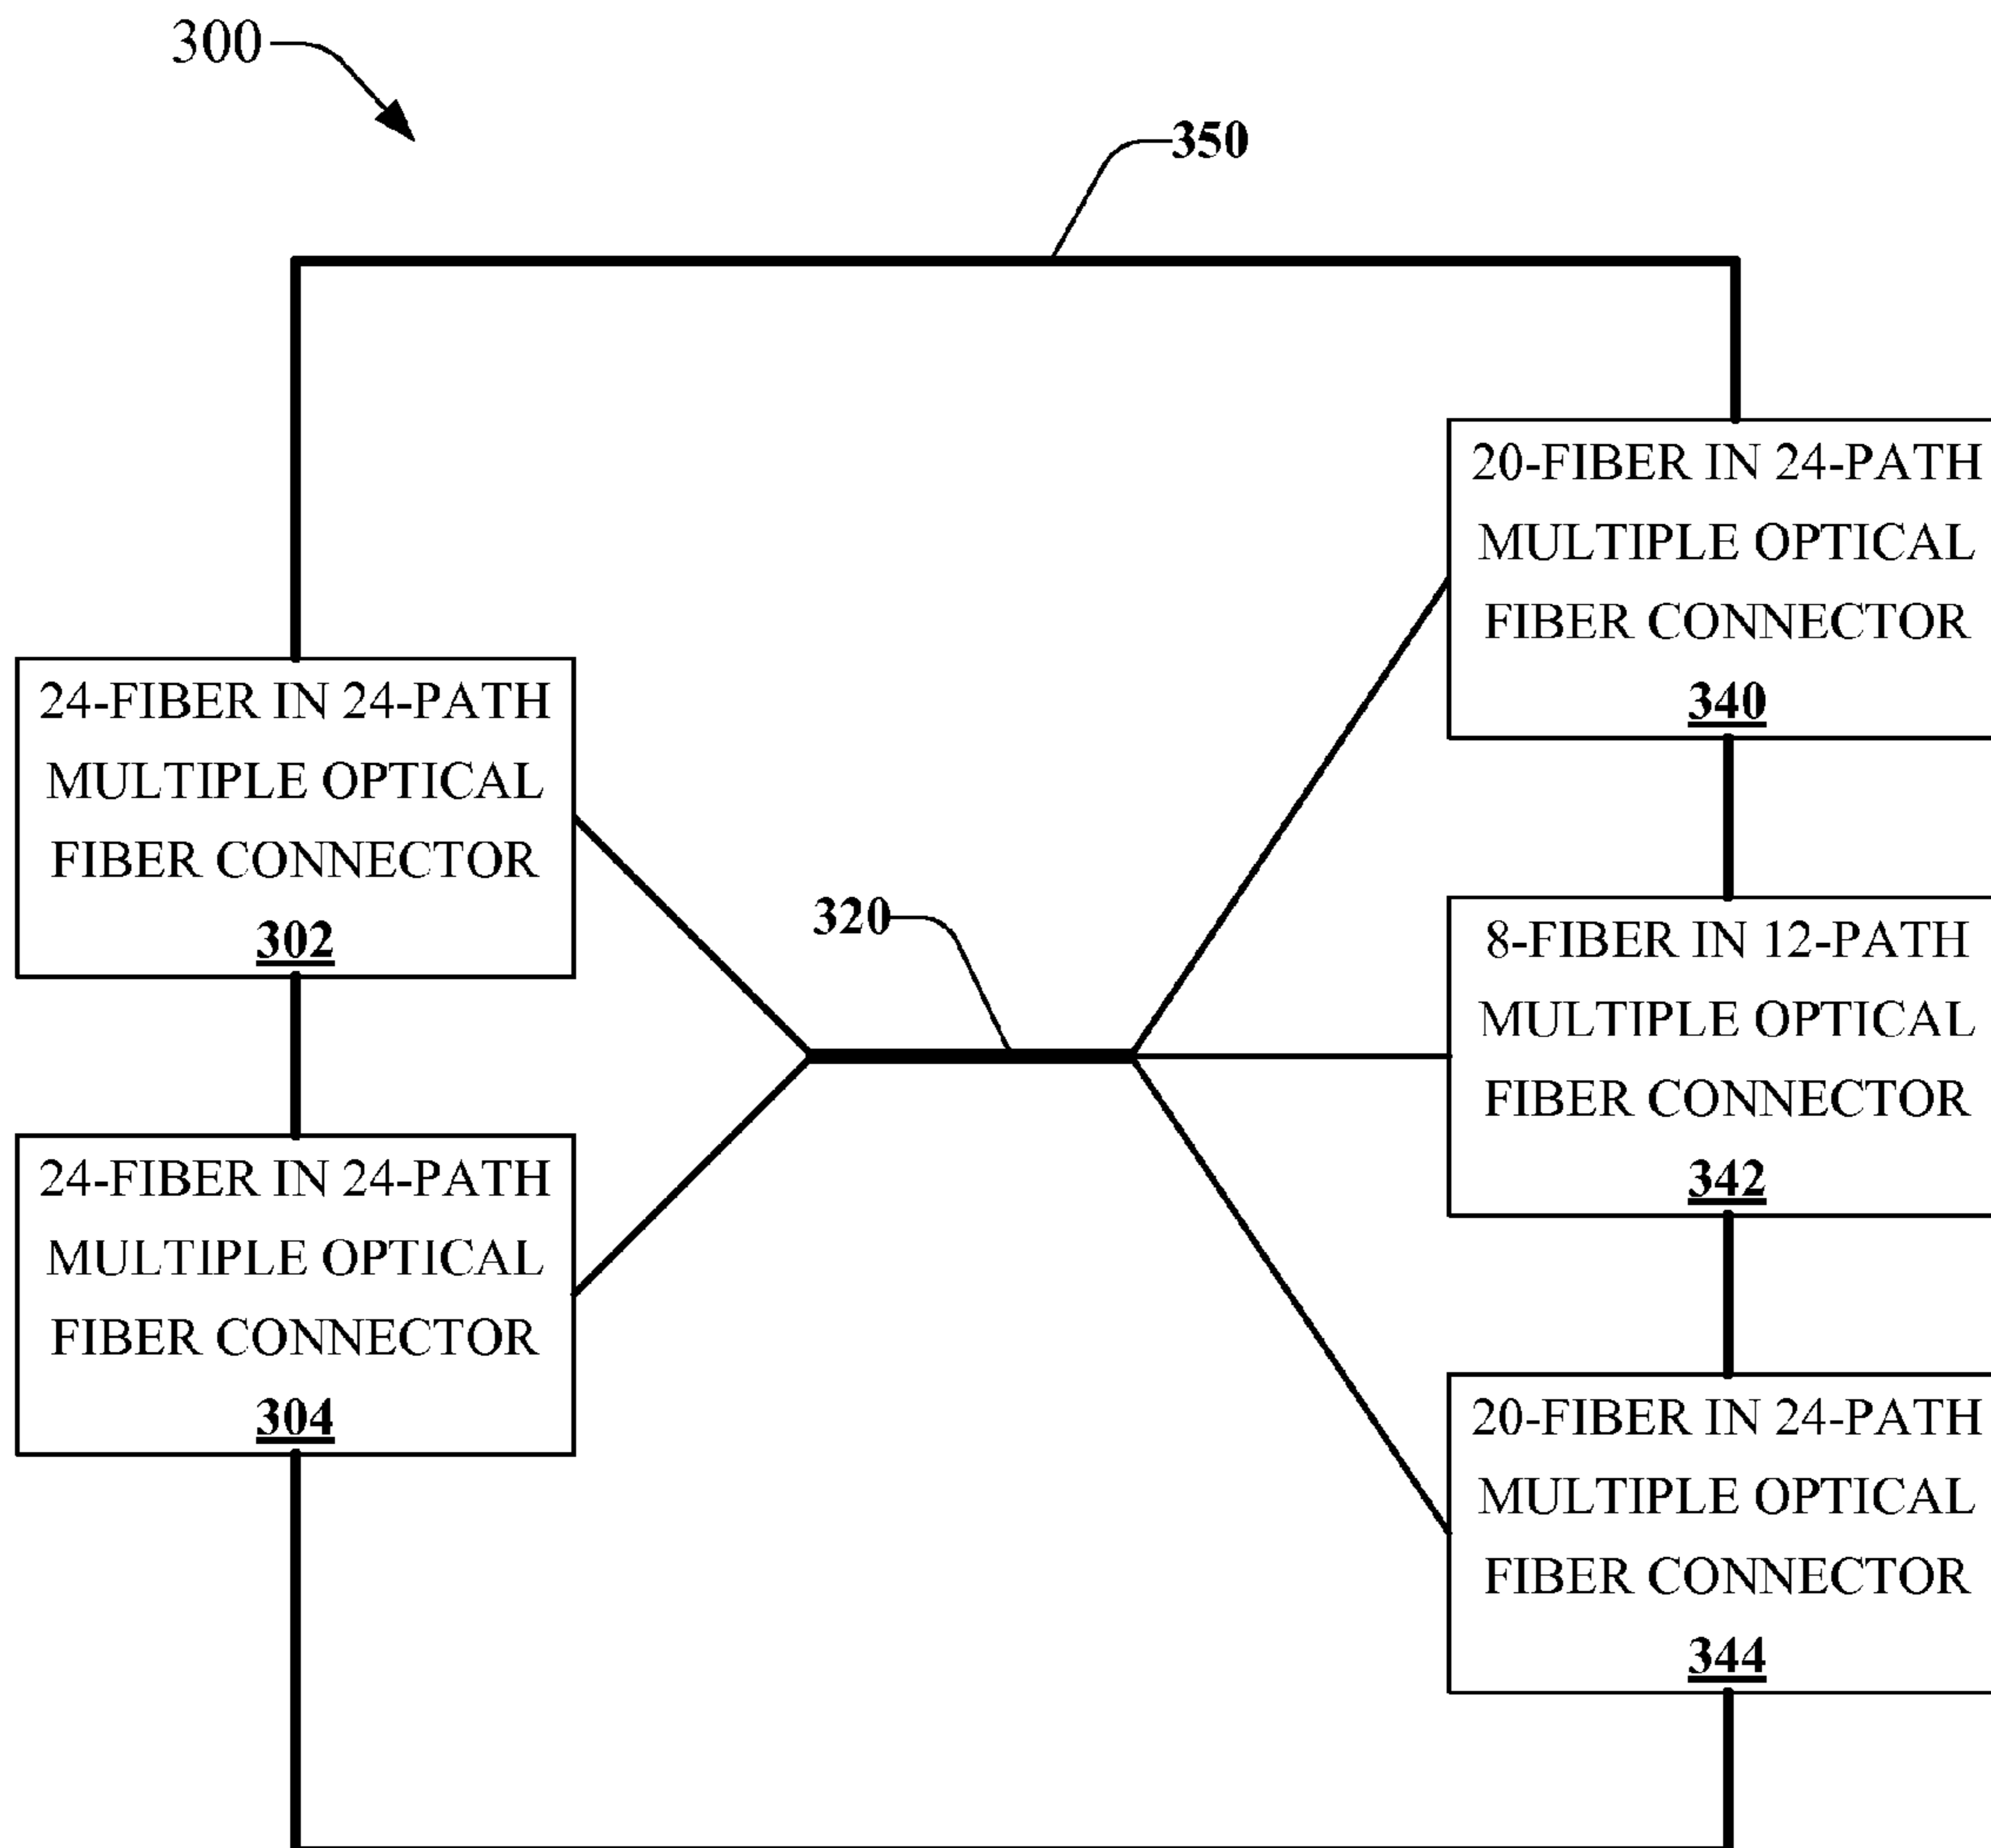 300
350
20-FIBER IN 24-PATH
MULTIPLE OPTICAL
FIBER CONNECTOR
340
24-FIBER IN 24-PATH
MULTIPLE OPTICAL
FIBER CONNECTOR
302
320
8-FIBER IN 12-PATH
MULTIPLE OPTICAL
FIBER CONNECTOR
342
24-FIBER IN 24-PATH
MULTIPLE OPTICAL
FIBER CONNECTOR
304
20-FIBER IN 24-PATH
MULTIPLE OPTICAL
FIBER CONNECTOR
344